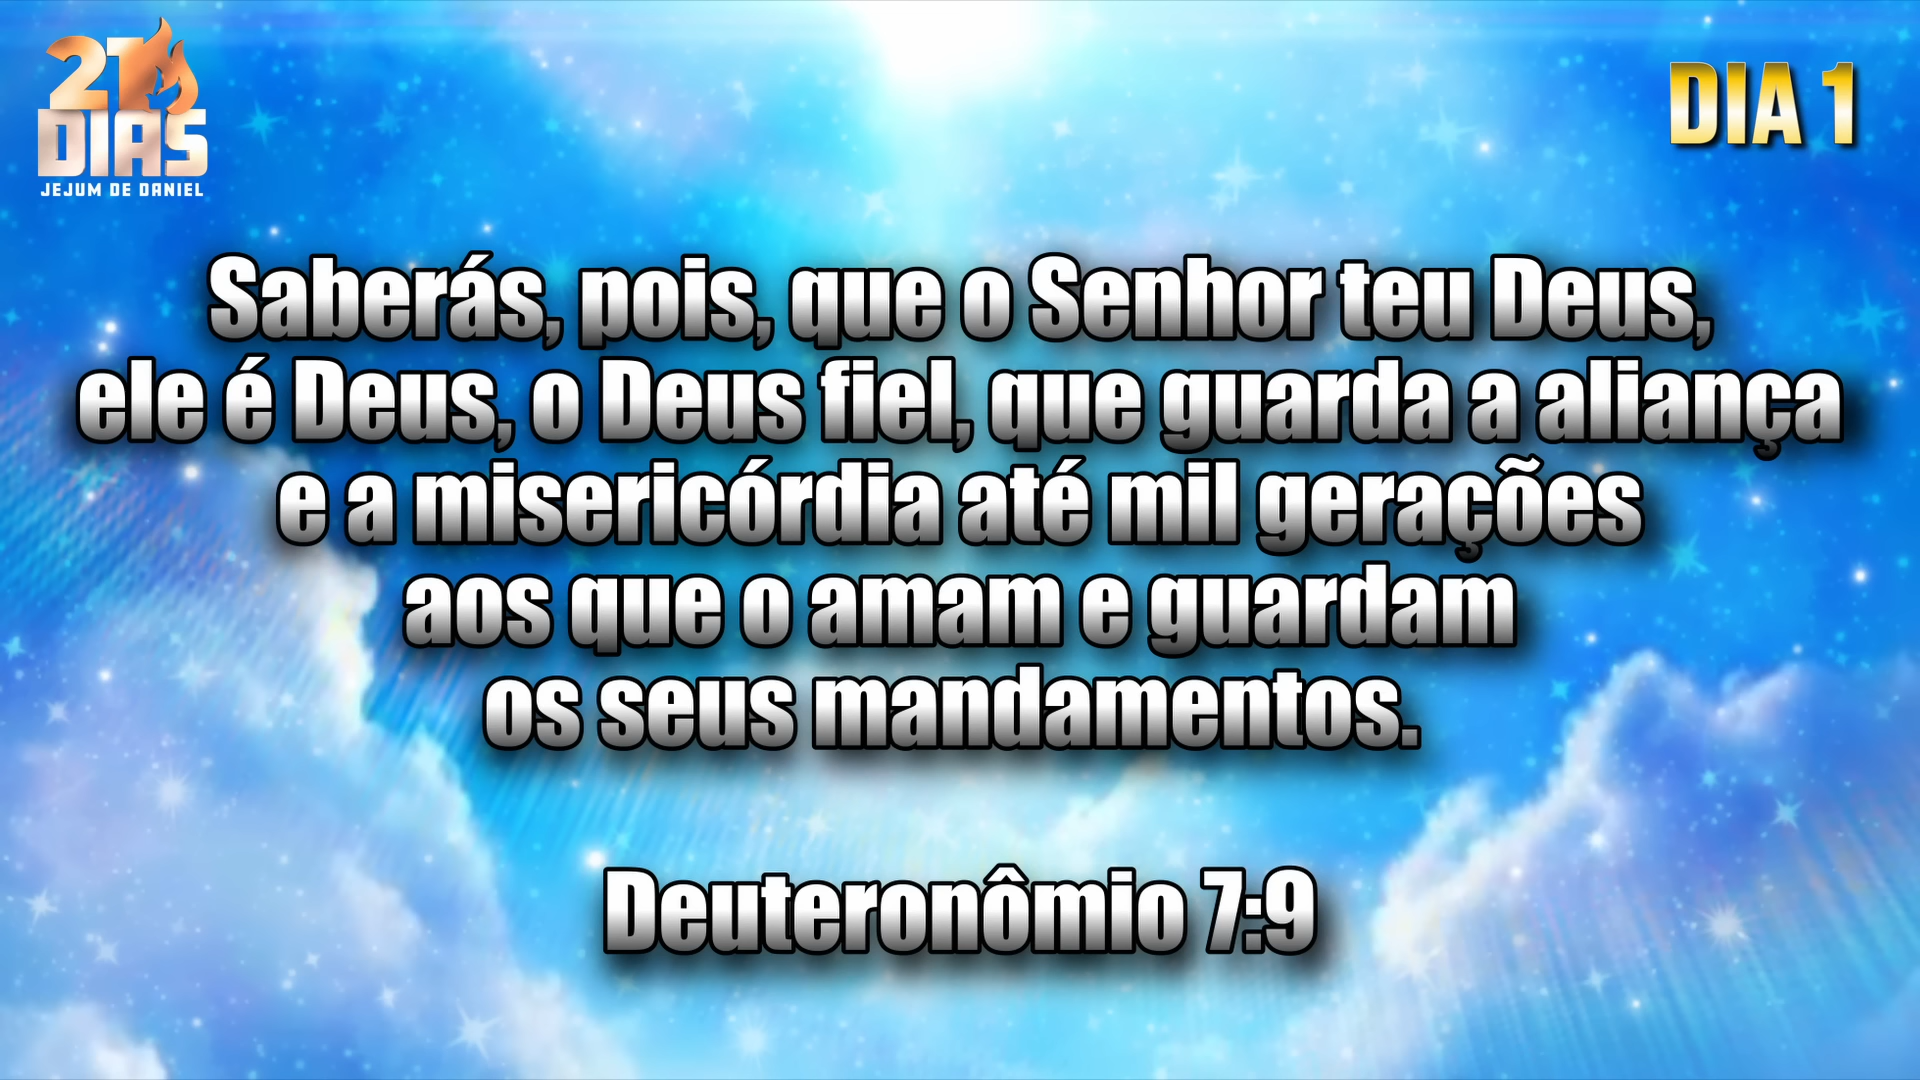 21
DIAS
JEJUM DE DANIEL
DIA 1
Saberás, pois, que o Senhor teu Deus,
ele é Deus, o Deus fiel, que guarda a aliança
e a misericórdia até mil gerações
aos que o amam e guardam
os seus mandamentos.
Deuteronômio 7:9